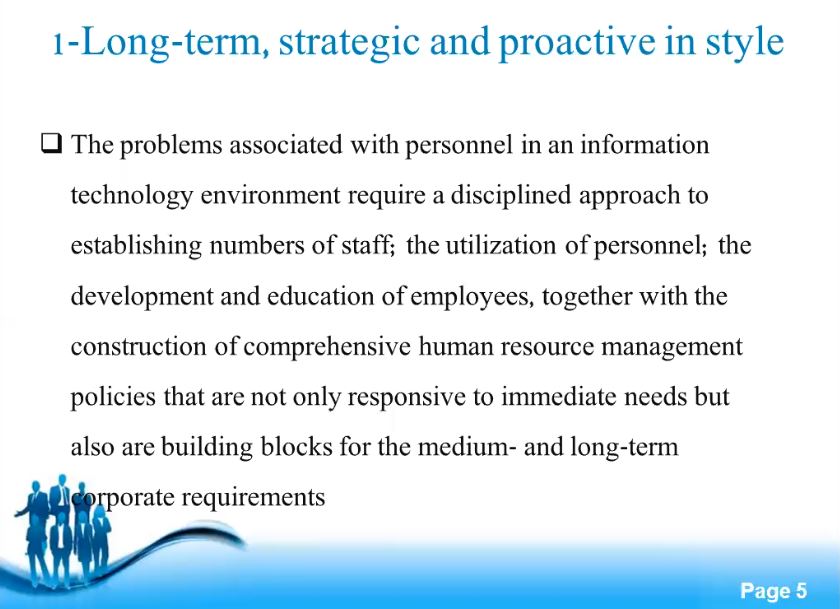 1-Long-term, strategic and proactive in style
The problems associated with personnel in an information
technology environment require a disciplined approach to
establishing numbers of staff; the utilization of personnel; the
development and education of employees, together with the
construction of comprehensive human resource management
policies that are not only responsive to immediate needs but
also are building blocks for the medium- and long-term
corporate requirements
Page 5